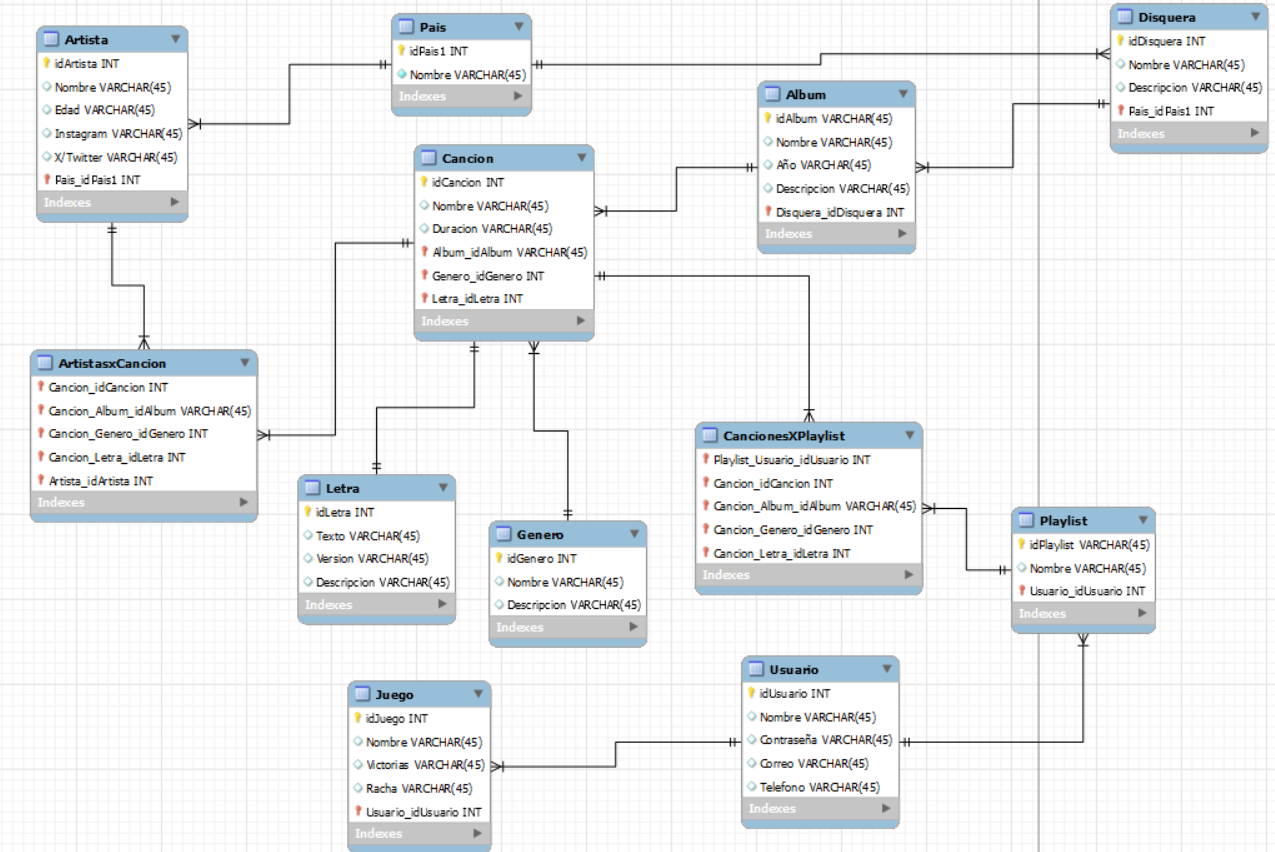 Artista
idArtista INT
Nombre VARCHAR(45)
Edad VARCHAR(45)
Instagram VARCHAR(45)
X/Twitter VARCHAR(45)
Pais_idPais1 INT
Indexes
Pais
idPais1 INT
Nombre VARCHAR(45)
Indexes
Disquera
idDisquera INT
Nombre VARCHAR(45)
Descripcion VARCHAR(45)
Pais_idPais1 INT
Indexes
Album
idAlbum VARCHAR(45)
Nombre VARCHAR(45)
Año VARCHAR(45)
Descripcion VARCHAR(45)
Disquera_idDisquera INT
Indexes
Cancion
idCancion INT
Nombre VARCHAR(45)
Duracion VARCHAR(45)
Album_idAlbum VARCHAR(45)
Genero_idGenero INT
Letra_idLetra INT
Indexes
ArtistasxCancion
Cancion_idCancion INT
Cancion_Album_idAlbum VARCHAR(45)
Cancion_Genero_idGenero INT
Cancion_Letra_idLetra INT
Artista_idArtista INT
Indexes
Letra
idLetra INT
Texto VARCHAR(45)
Version VARCHAR(45)
Descripcion VARCHAR(45)
Indexes
Genero
idGenero INT
Nombre VARCHAR(45)
Descripcion VARCHAR(45)
Indexes
CancionesXPlaylist
Playlist_Usuario_idUsuario INT
Cancion_idCancion INT
Cancion_Album_idAlbum VARCHAR(45)
Cancion_Genero_idGenero INT
Cancion_Letra_idLetra INT
Indexes
Playlist
idPlaylist VARCHAR(45)
Nombre VARCHAR(45)
Usuario_idUsuario INT
Indexes
Juego
idJuego INT
Nombre VARCHAR(45)
Victorias VARCHAR(45)
Racha VARCHAR(45)
Usuario_idUsuario INT
Indexes
Usuario
idUsuario INT
Nombre VARCHAR(45)
Contraseña VARCHAR(45)
Correo VARCHAR(45)
Telefono VARCHAR(45)
Indexes